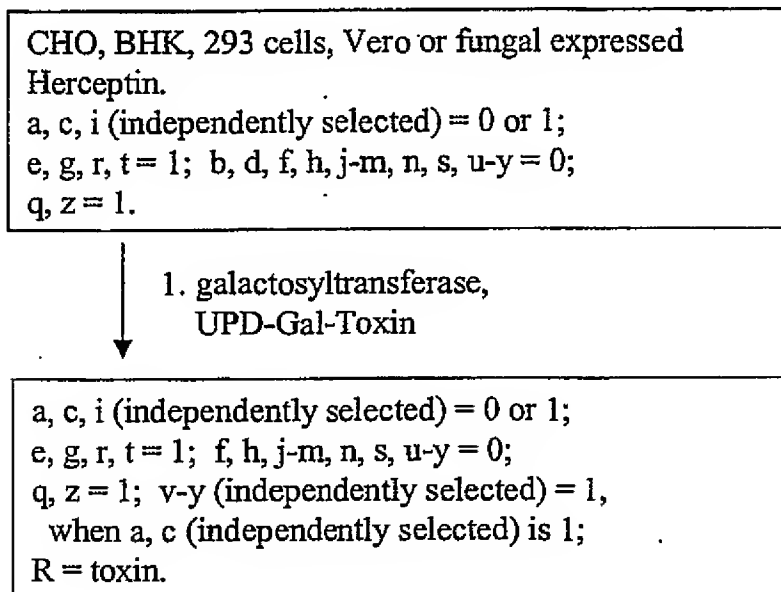 CHO, BHK, 293 cells, Vero or fungal expressed
Herceptin.
a, c, i (independently selected) = 0 or 1;
e, g, r, t = 1; b, d, f, h, j-m, n, s, u-y = 0;
q, z = 1.
1. galactosyltransferase,
UPD-Gal-Toxin
a, c, i (independently selected) = 0 or 1;
e, g, r, t = 1; f, h, j-m, n, s, u-y = 0;
q, z = 1; v-y (independently selected) = 1,
when a, c (independently selected) is 1;
R = toxin.